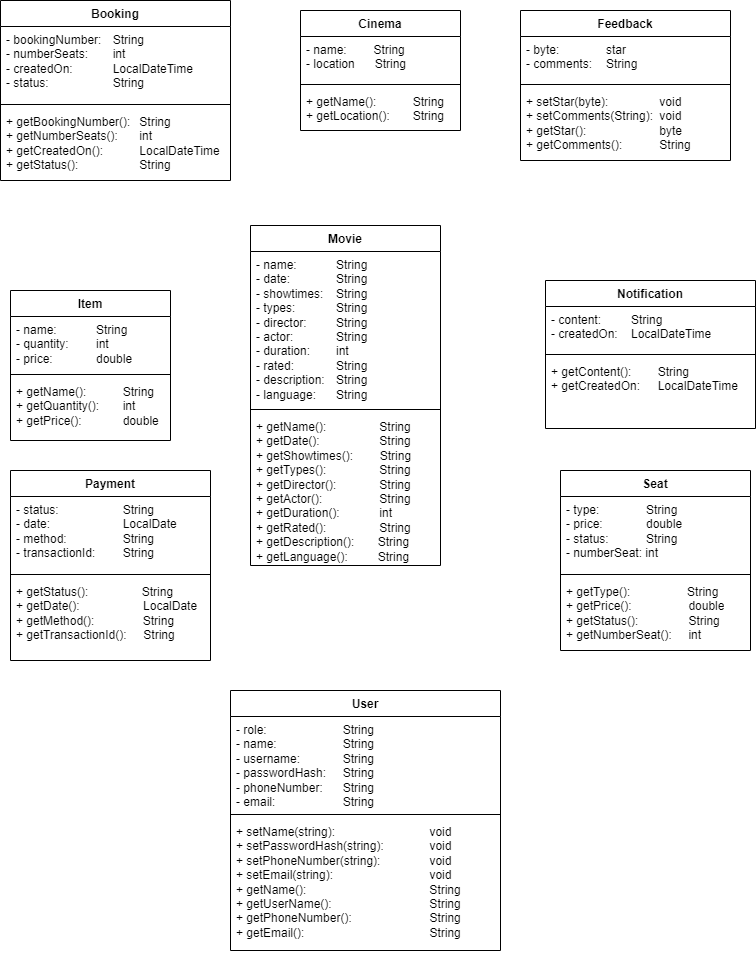 Booking
- bookingNumber: String
- numberSeats: int
- createdOn: LocalDateTime
- status: String
+ getBookingNumber(): String
+ getNumberSeats(): int
+ getCreatedOn(): LocalDateTime
+ getStatus(): String
Cinema
- name: String
- location String
+ getName(): String
+ getLocation(): String
Feedback
- byte: star
- comments: String
+ setStar(byte): void
+ setComments(String): void
+ getStar(): byte
+ getComments(): String
Movie
- name: String
- date: String
- showtimes: String
- types: String
- director: String
- actor: String
- duration: int
- rated: String
- description: String
- language: String
+ getName(): String
+ getDate(): String
+ getShowtimes(): String
+ getTypes(): String
+ getDirector(): String
+ getActor(): String
+ getDuration(): int
+ getRated(): String
+ getDescription(): String
+ getLanguage(): String
Item
- name: String
- quantity: int
- price: double
+ getName(): String
+ getQuantity(): int
+ getPrice(): double
Notification
- content: String
- createdOn: LocalDateTime
+ getContent(): String
+ getCreatedOn: LocalDateTime
Payment
- status: String
- date: LocalDate
- method: String
- transactionId: String
+ getStatus(): String
+ getDate(): LocalDate
+ getMethod(): String
+ getTransactionId(): String
Seat
- type: String
- price: double
- status: String
- numberSeat: int
+ getType(): String
+ getPrice(): double
+ getStatus(): String
+ getNumberSeat(): int
User
- role: String
- name: String
- username: String
- passwordHash: String
- phoneNumber: String
- email: String
+ setName(string): void
+ setPasswordHash(string): void
+ setPhoneNumber(string): void
+ setEmail(string): void
+ getName(): String
+ getUserName(): String
+ getPhoneNumber(): String
+ getEmail(): String